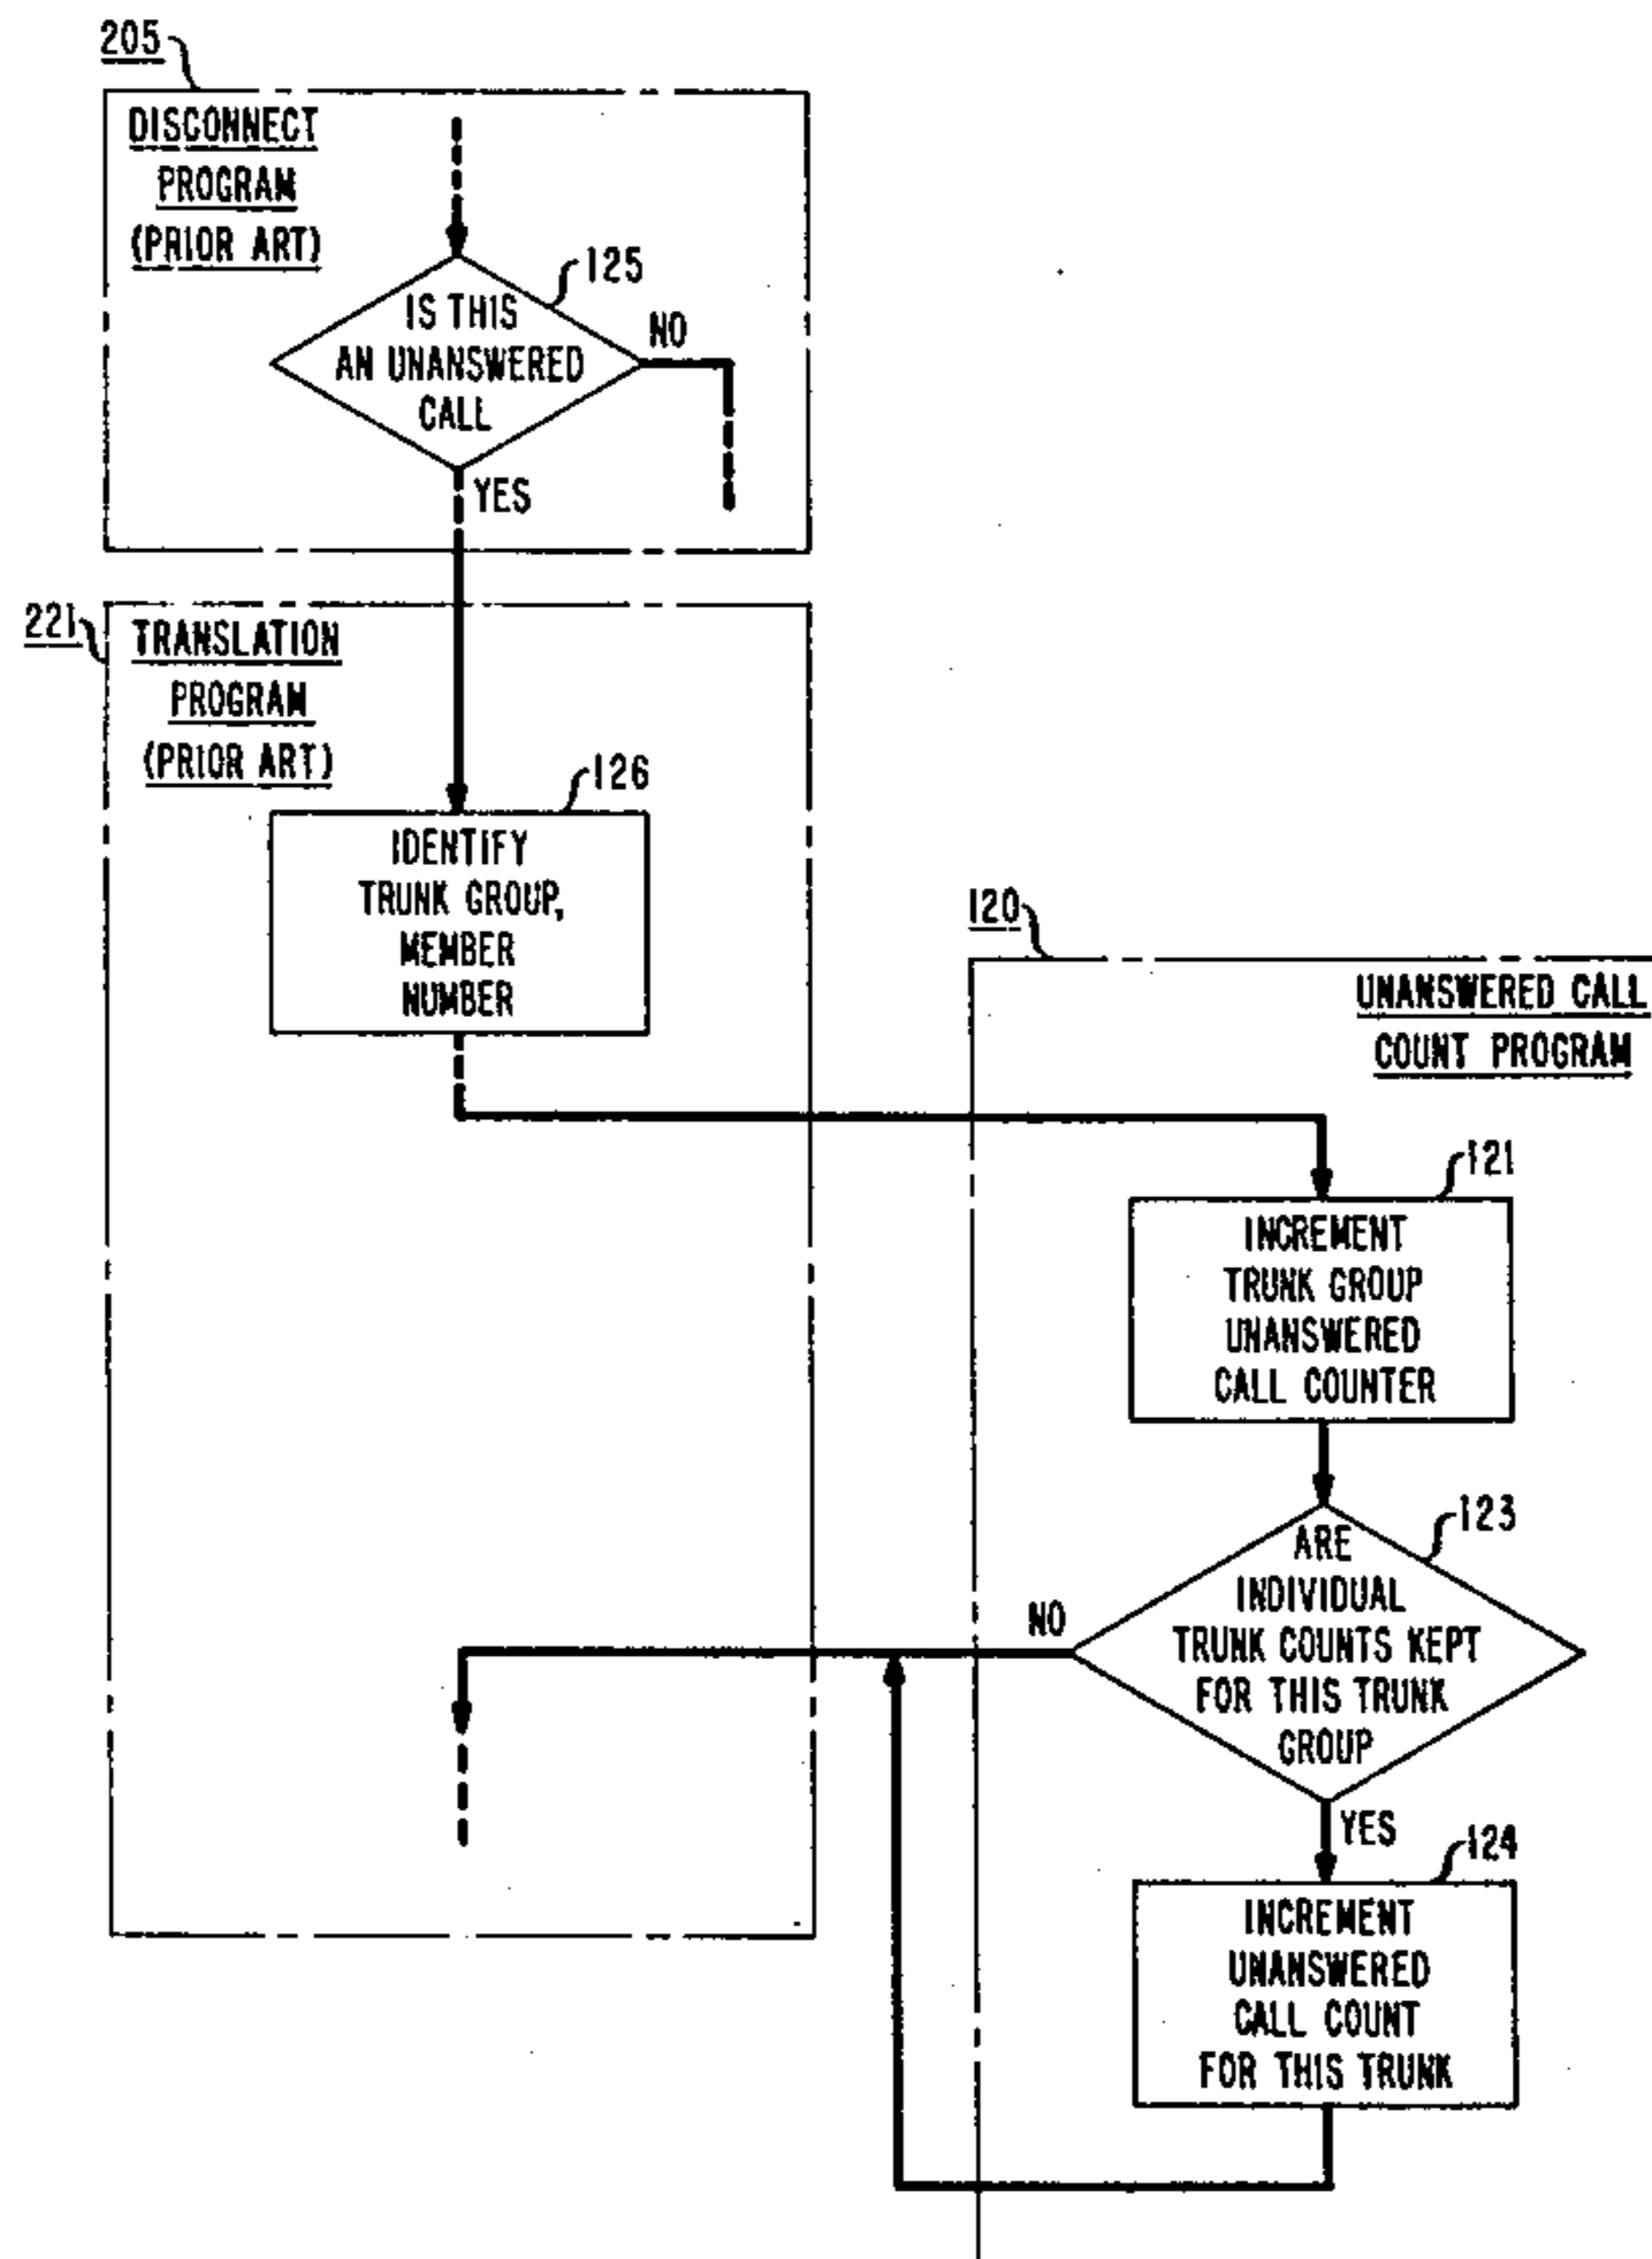 205
DISCONNECT
PROGRAM
(PRIOR ART)
125
IS THIS
AN UNANSWERED
CALL
NO
YES
221
TRANSLATION
PROGRAM
(PRIOR ART)
126
IDENTIFY
TRUNK GROUP,
MEMBER
NUMBER
120
UNANSWERED CALL
COUNT PROGRAM
121
INCREMENT
TRUNK GROUP
UNANSWERED
CALL COUNTER
123
ARE
INDIVIDUAL
TRUNK COUNTS KEPT
FOR THIS TRUNK
GROUP
NO
YES
124
INCREMENT
UNANSWERED
CALL COUNT
FOR THIS TRUNK